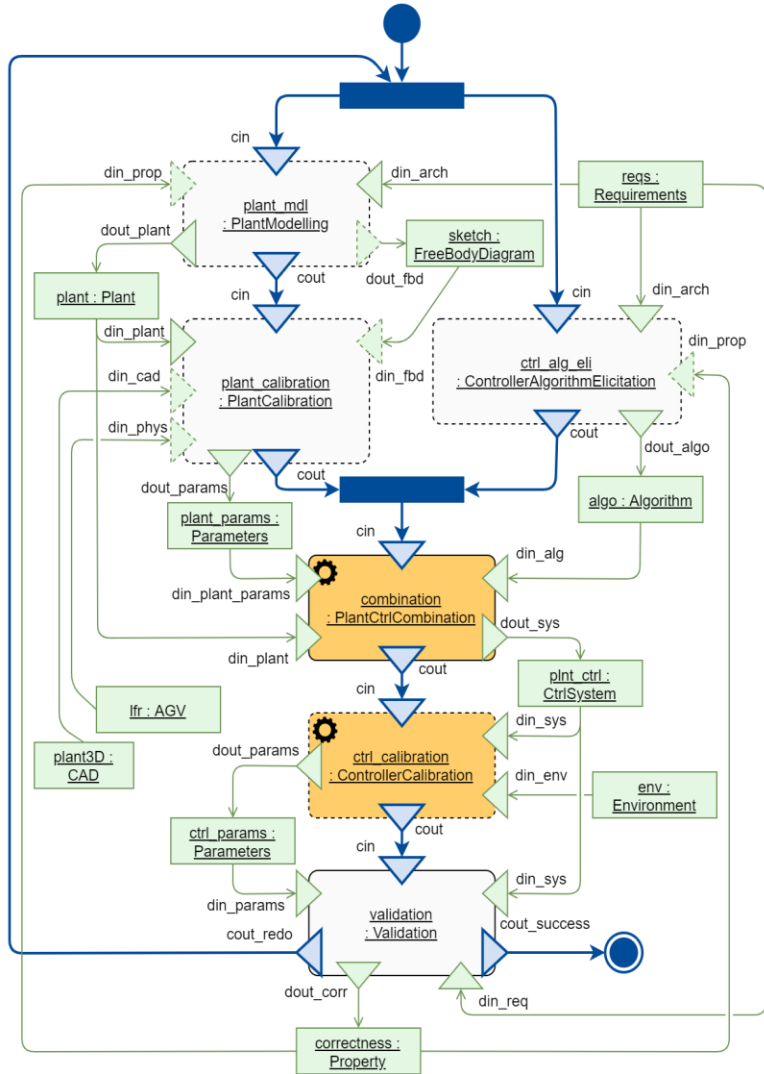 cin
din_prop
din_arch
reqs :
Requirements
plant_mdl
: PlantModelling
dout_plant
sketch :
FreeBodyDiagram
cout
dout_fbd
plant : Plant
cin
cin
din_arch
din_plant
din_prop
ctrl_alg_eli
: ControllerAlgorithmElicitation
din_cad
din_fbd
plant_calibration
: PlantCalibration
din_phys
cout
dout_algo
cout
dout_params
plant_params :
Parameters
algo : Algorithm
cin
din_alg
din_plant_params
combination
: PlantCtrlCombination
dout_sys
din_plant
cout
plnt_ctrl :
CtrlSystem
cin
lfr : AGV
din_sys
dout_params
plant3D :
CAD
ctrl_calibration
: ControllerCalibration
din_env
env :
Environment
cout
ctrl_params :
Parameters
cin
din_params
din_sys
validation
: Validation
cout_redo
cout_success
dout_corr
din_req
correctness :
Property